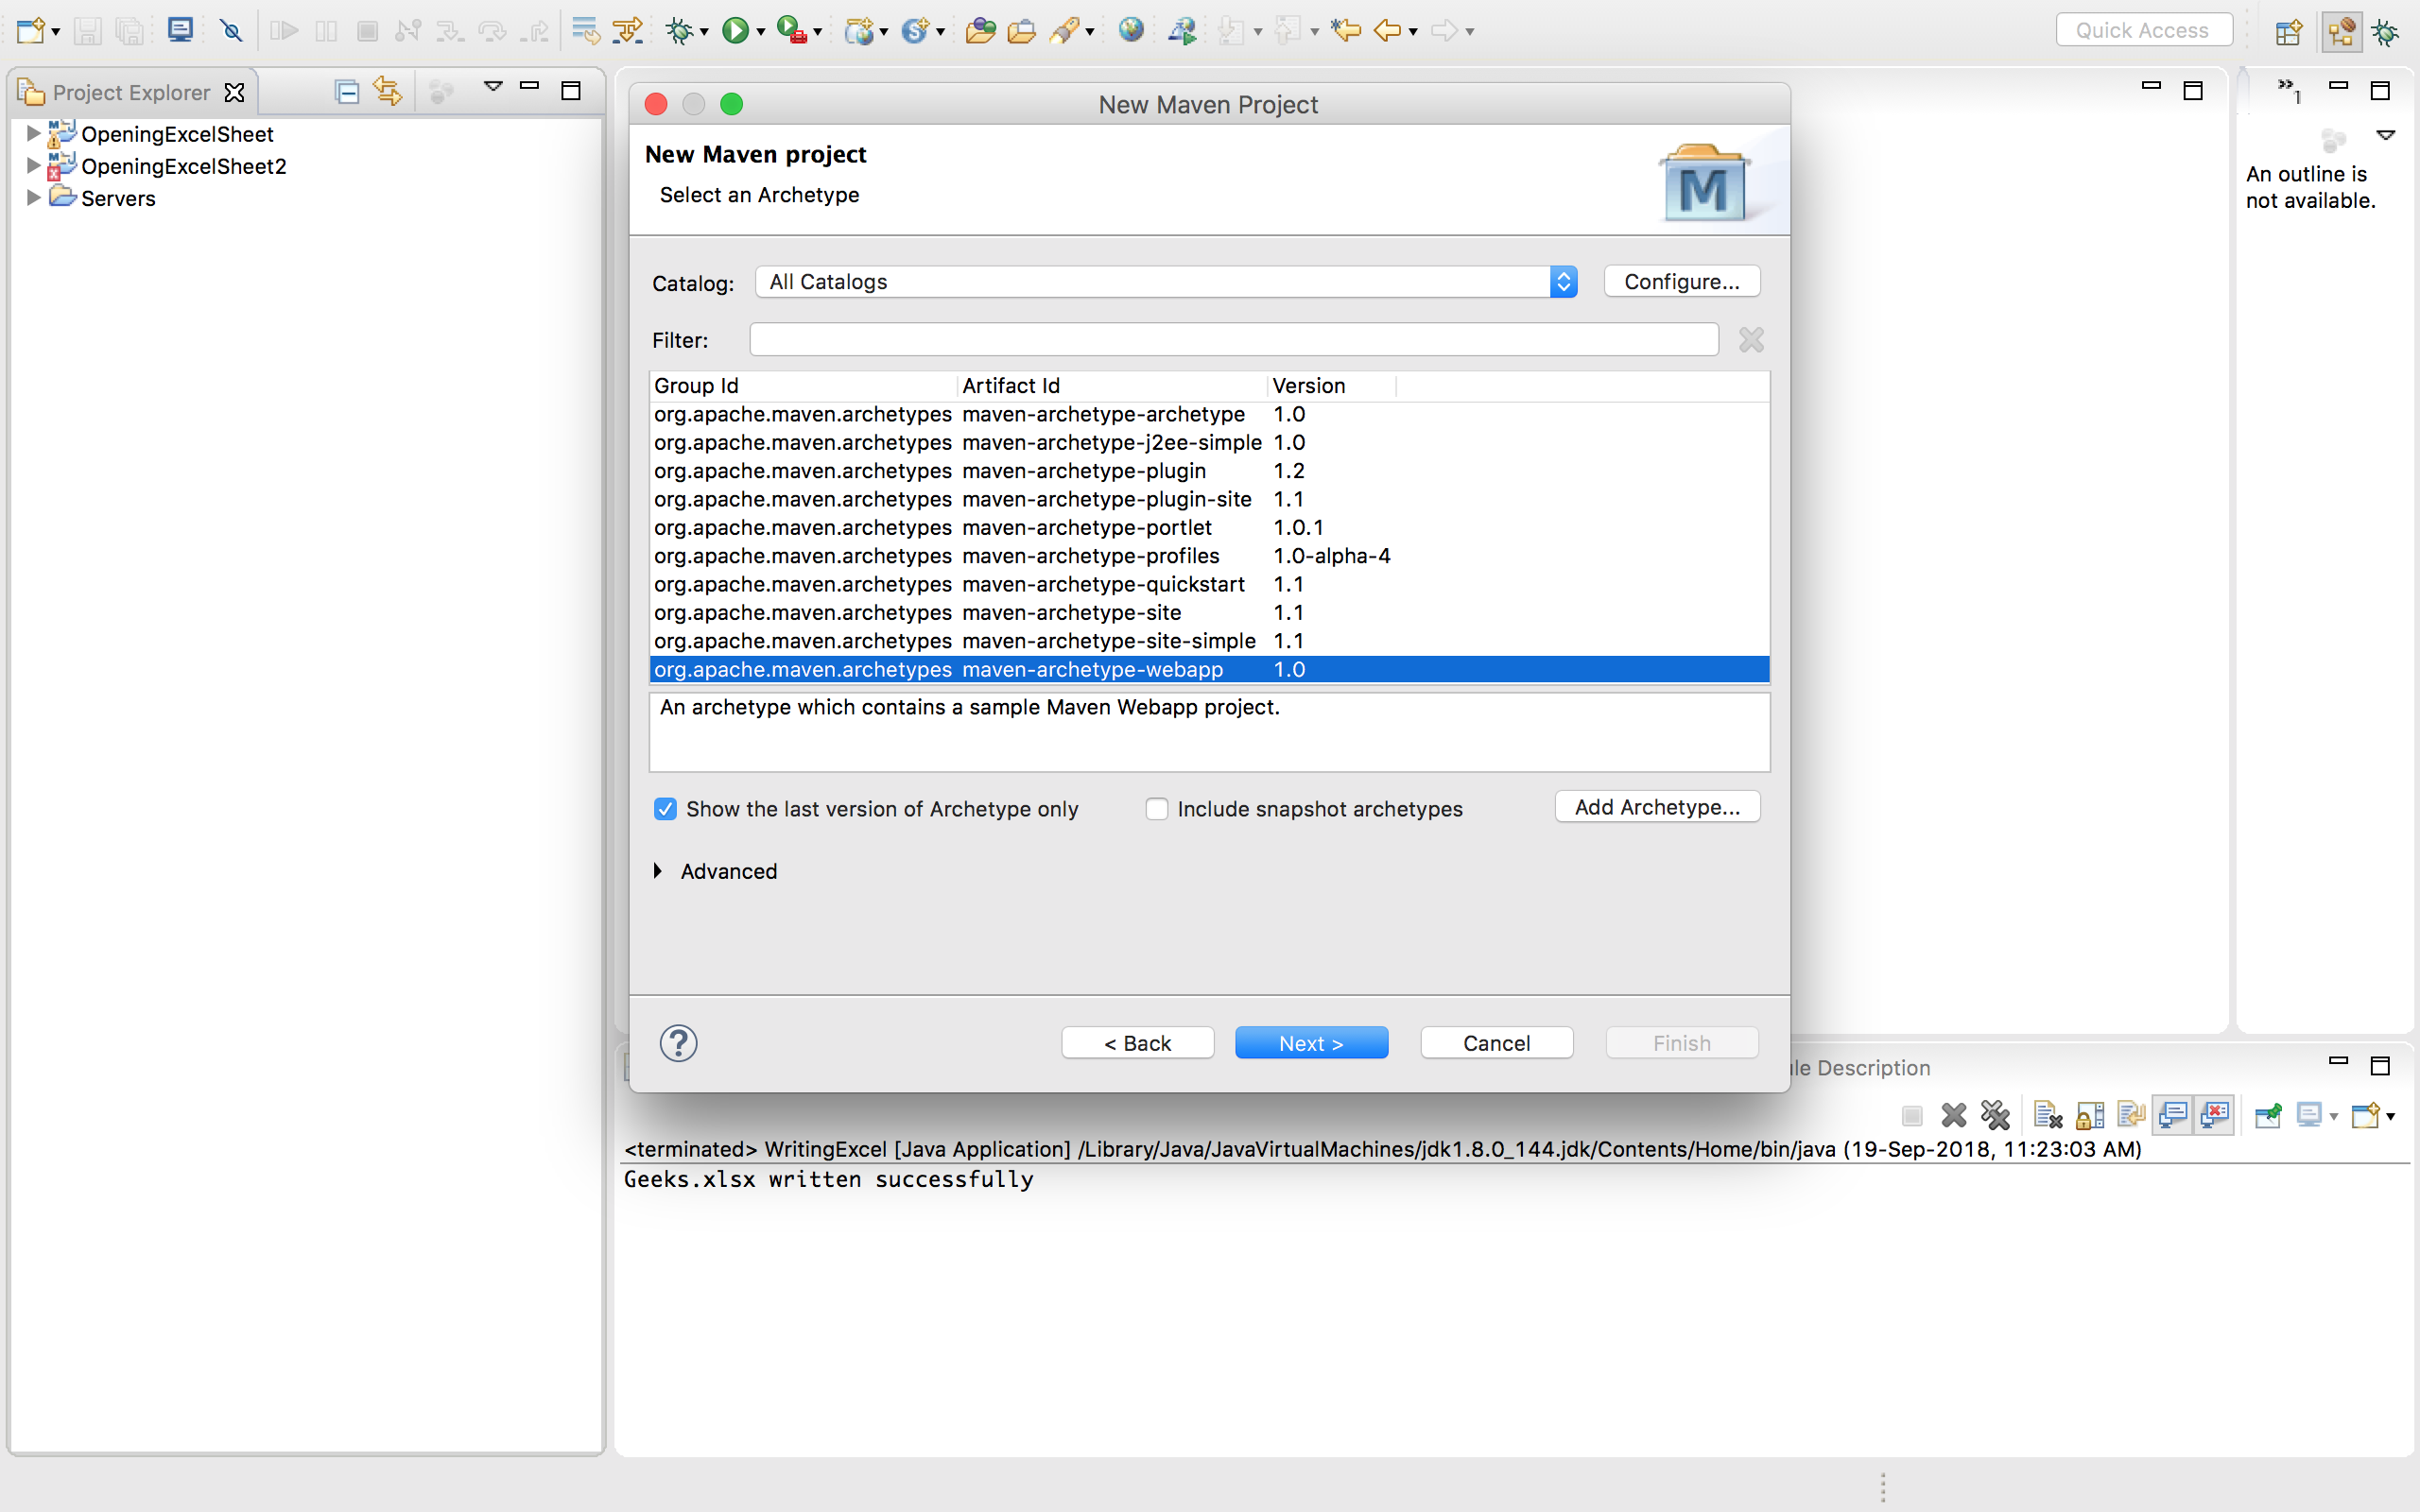 Quick Access
Project Explorer
OpeningExcelSheet
OpeningExcelSheet2
Servers
New Maven Project
New Maven project
Select an Archetype
M
Catalog: All Catalogs Configure...
Filter:
Group Id Artifact Id Version
org.apache.maven.archetypes maven-archetype-archetype 1.0
org.apache.maven.archetypes maven-archetype-j2ee-simple 1.0
org.apache.maven.archetypes maven-archetype-plugin 1.2
org.apache.maven.archetypes maven-archetype-plugin-site 1.1
org.apache.maven.archetypes maven-archetype-portlet 1.0.1
org.apache.maven.archetypes maven-archetype-profiles 1.0-alpha-4
org.apache.maven.archetypes maven-archetype-quickstart 1.1
org.apache.maven.archetypes maven-archetype-site 1.1
org.apache.maven.archetypes maven-archetype-site-simple 1.1
org.apache.maven.archetypes maven-archetype-webapp 1.0
An archetype which contains a sample Maven Webapp project.
Show the last version of Archetype only Include snapshot archetypes Add Archetype...
Advanced
? < Back Next > Cancel Finish
1
An outline is
not available.
Description
<terminated> WritingExcel [Java Application] /Library/Java/JavaVirtualMachines/jdk1.8.0_144.jdk/Contents/Home/bin/java (19-Sep-2018, 11:23:03 AM)
Geeks.xlsx written successfully